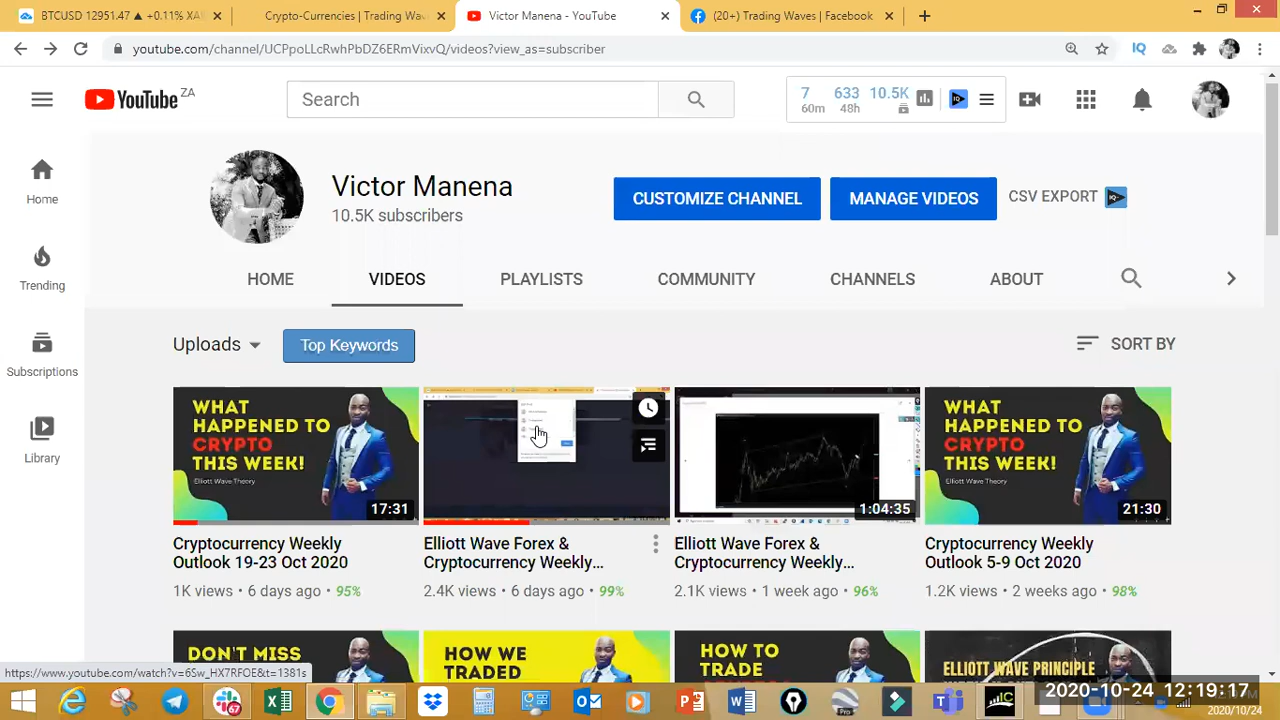 BTCUSD 12951.47 ▲ +0.11% XA
Crypto-Currencies | Trading Wav
Victor Manena - YouTube
(20+) Trading Waves | Facebook
youtube.com/channel/UCPpoLLcRwhPbDZ6ERmVixvQ/videos?view_as=subscriber
IQ
YouTube ZA
Search
7 633 10.5K
60m 48h
Home
Trending
Subscriptions
Library
Victor Manena
10.5K subscribers
CUSTOMIZE CHANNEL
MANAGE VIDEOS
CSV EXPORT
HOME VIDEOS PLAYLISTS COMMUNITY CHANNELS ABOUT
Uploads
Top Keywords
SORT BY
WHAT
HAPPENED TO
CRYPTO
THIS WEEK!
Elliott Wave Theory
17:31
Cryptocurrency Weekly
Outlook 19-23 Oct 2020
1K views • 6 days ago • 95%
Elliott Wave Forex &
Cryptocurrency Weekly...
2.4K views • 6 days ago • 99%
1:04:35
Elliott Wave Forex &
Cryptocurrency Weekly...
2.1K views • 1 week ago • 96%
WHAT
HAPPENED TO
CRYPTO
THIS WEEK!
Elliott Wave Theory
21:30
Cryptocurrency Weekly
Outlook 5-9 Oct 2020
1.2K views • 2 weeks ago • 98%
DON'T MISS
HOW WE
TRADED
HOW TO
TRADE
ELLIOTT WAVE PRINCIPLE
https://www.youtube.com/watch?v=6Sw_HX7RFOE&t=1381s
67
Pro
IC
2020-10-24 12:19:17
2020/10/24